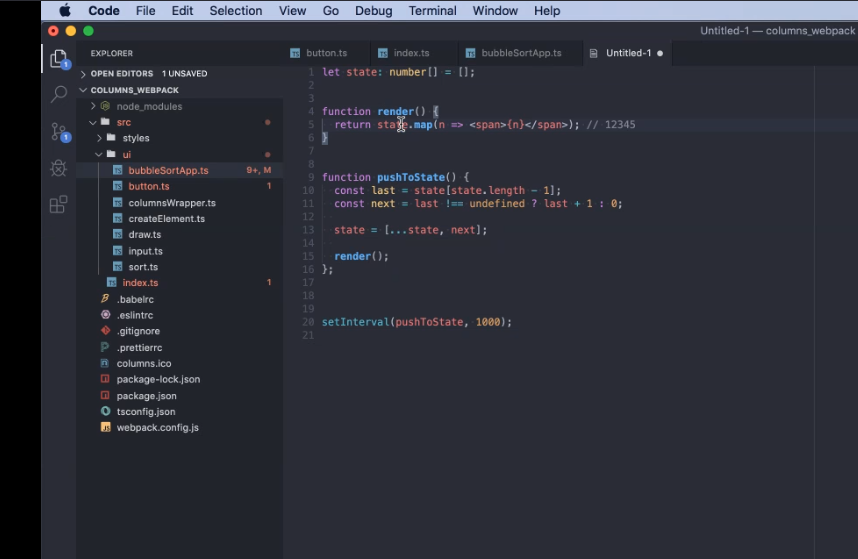 Code File Edit Selection View Go Debug Terminal Window Help
Untitled-1 — columns_webpack
EXPLORER
button.ts index.ts bubbleSortApp.ts Untitled-1
OPEN EDITORS 1 UNSAVED
COLUMNS_WEBPACK
node_modules
src
styles
ui
bubbleSortApp.ts 9+, M
button.ts 1
columnsWrapper.ts
createElement.ts
draw.ts
input.ts
sort.ts
index.ts 1
.babelrc
.eslintrc
.gitignore
.prettierrc
columns.ico
package-lock.json
package.json
tsconfig.json
webpack.config.js
1 let state: number[] = [];
2
3
4 function render() {
5 return state.map(n => <span>{n}</span>); // 12345
6 }
7
8
9 function pushToState() {
10 const last = state[state.length - 1];
11 const next = last !== undefined ? last + 1 : 0;
12
13 state = [...state, next];
14
15 render();
16 };
17
18
19
20 setInterval(pushToState, 1000);
21